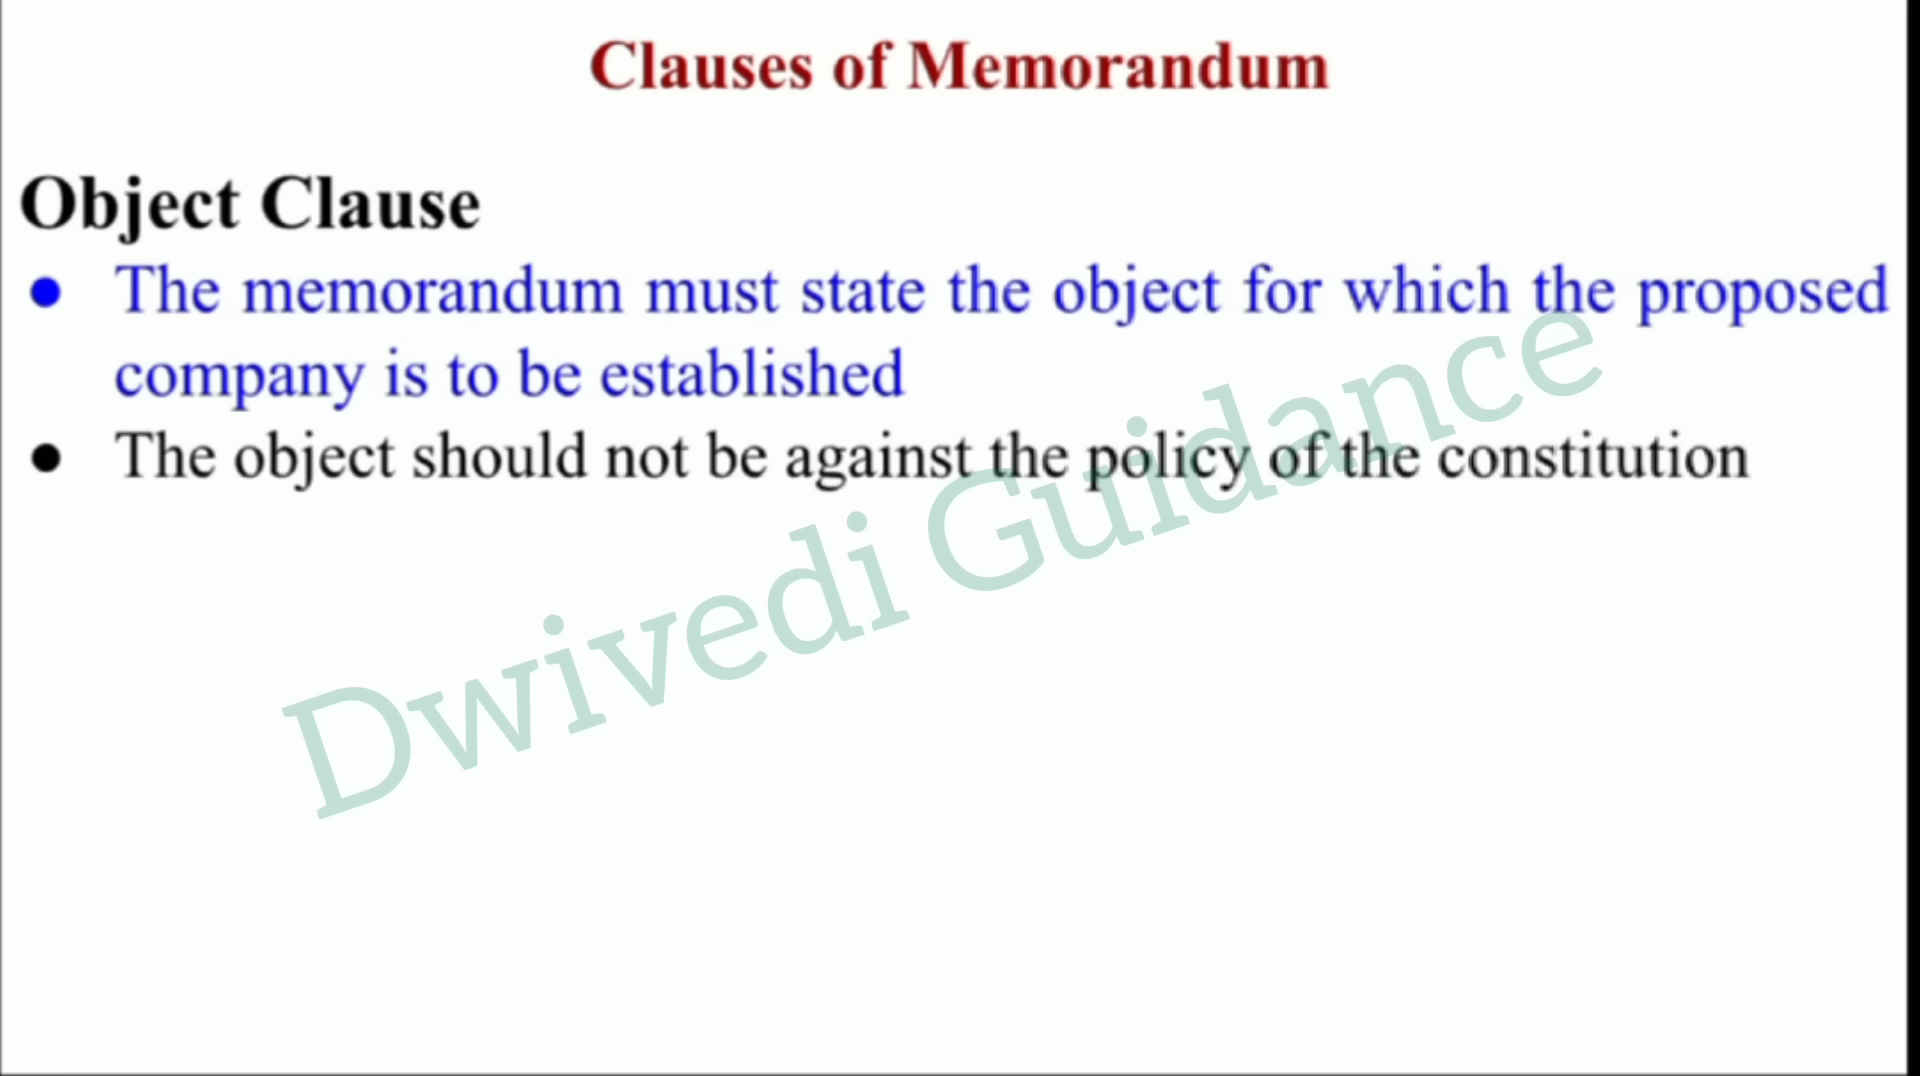 Clauses of Memorandum
Object Clause
● The memorandum must state the object for which the proposed
company is to be established
● The object should not be against the policy of the constitution
Dwivedi Guidance